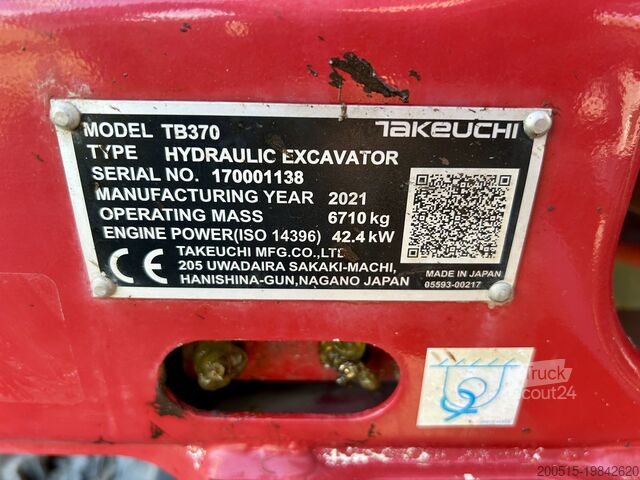 MODEL TB370
TAKEUCHI
TYPE HYDRAULIC EXCAVATOR
SERIAL NO. 170001138
MANUFACTURING YEAR 2021
OPERATING MASS 6710 kg
ENGINE POWER(ISO 14396) 42.4 kW
CE TAKEUCHI MFG.CO.,LTD.
205 UWADAIRA SAKAKI-MACHI,
HANISHINA-GUN,NAGANO JAPAN
MADE IN JAPAN
05593-00217
Truck
Scout24
200515-19842620